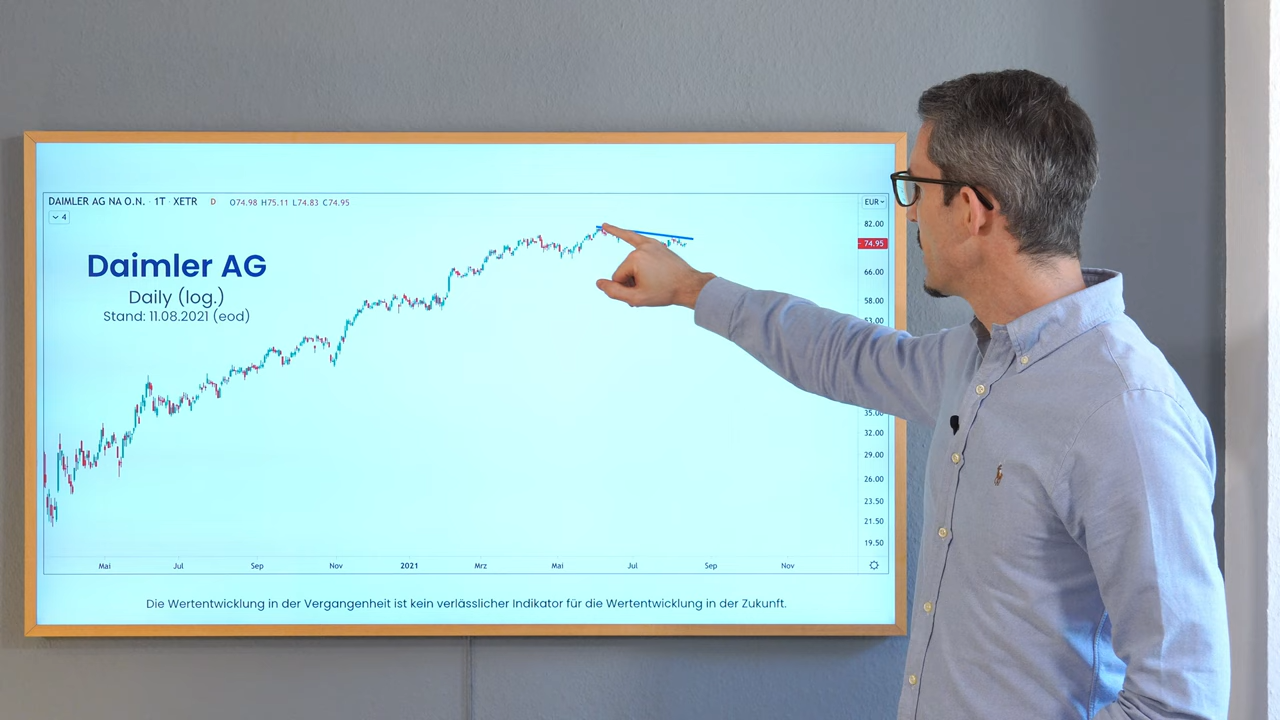 DAIMLER AG NA O.N. · 1T · XETR D O74.98 H75.11 L74.83 C74.95
4
EUR
82.00
74.95
66.00
58.00
53.00
35.00
32.00
29.00
26.00
23.50
21.50
19.50
Daimler AG
Daily (log.)
Stand: 11.08.2021 (eod)
Mai Jul Sep Nov 2021 Mrz Mai Jul Sep Nov
Die Wertentwicklung in der Vergangenheit ist kein verlässlicher Indikator für die Wertentwicklung in der Zukunft.